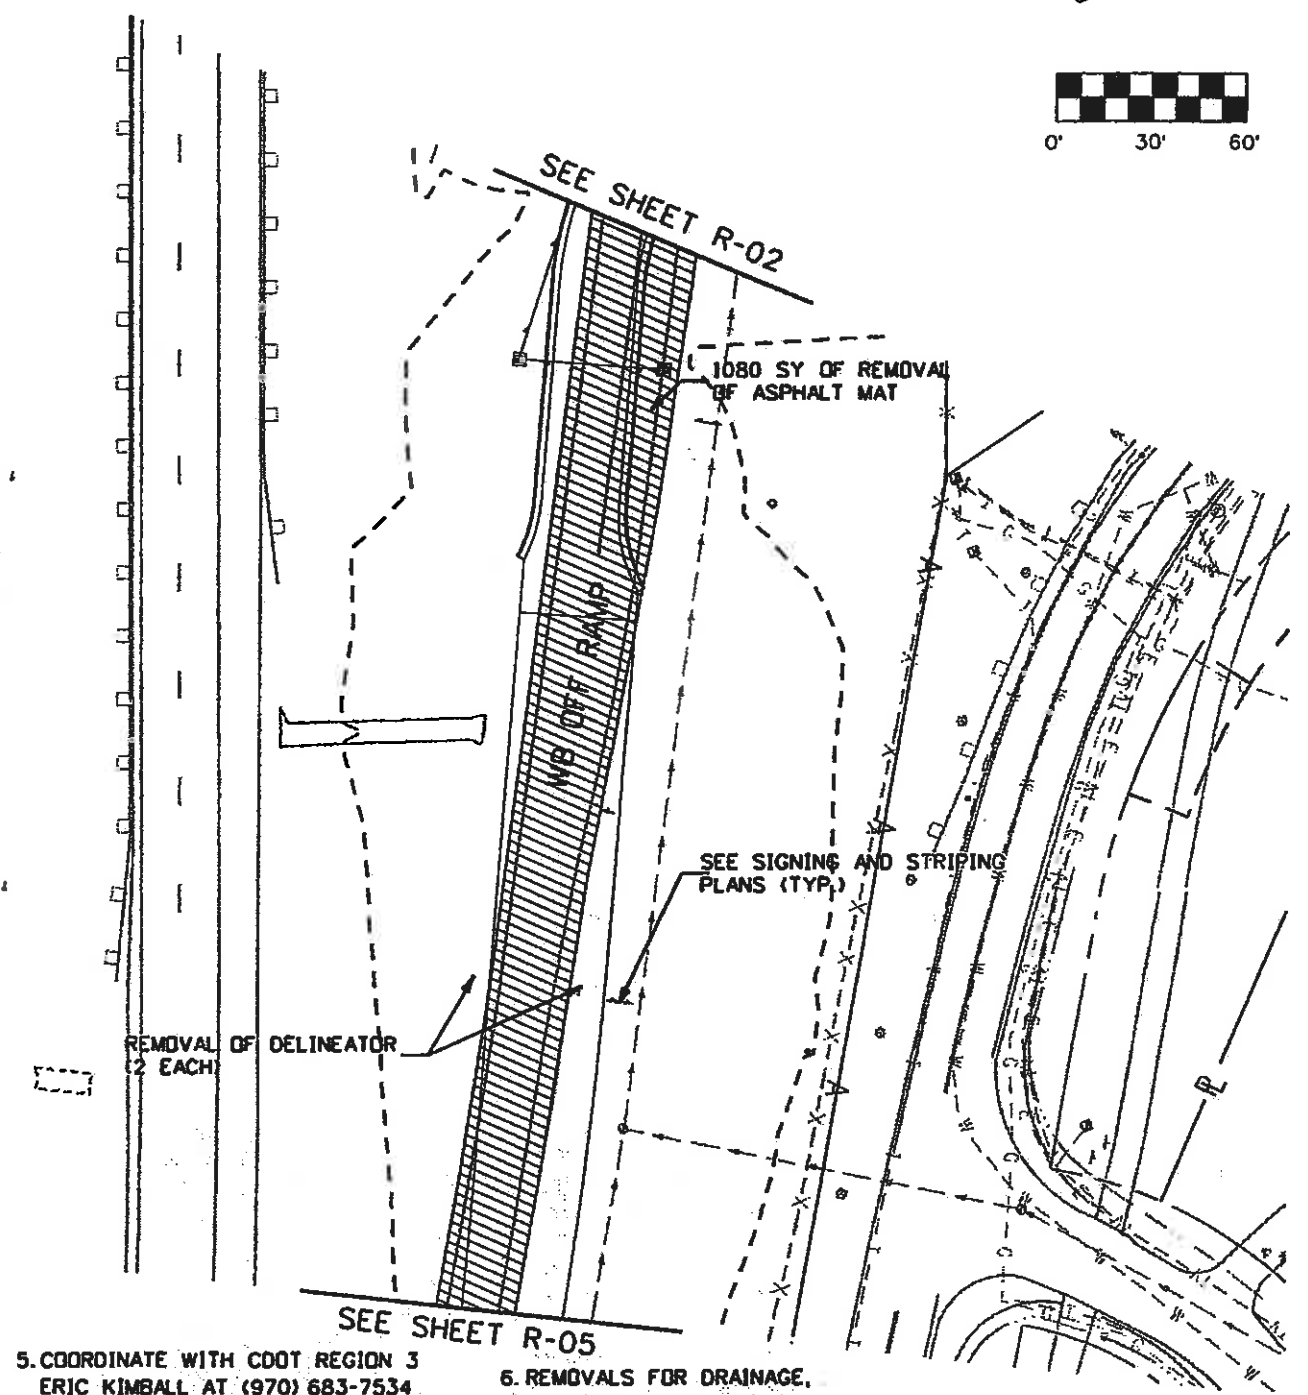 0' 30' 60'
SEE SHEET R-02
1080 SY OF REMOVAL
OF ASPHALT MAT
WB OFF RAMP
SEE SIGNING AND STRIPING
PLANS (TYP.)
REMOVAL OF DELINEATOR
(2 EACH)
SEE SHEET R-05
5. COORDINATE WITH CDOT REGION 3
ERIC KIMBALL AT (970) 683-7534
6. REMOVALS FOR DRAINAGE,